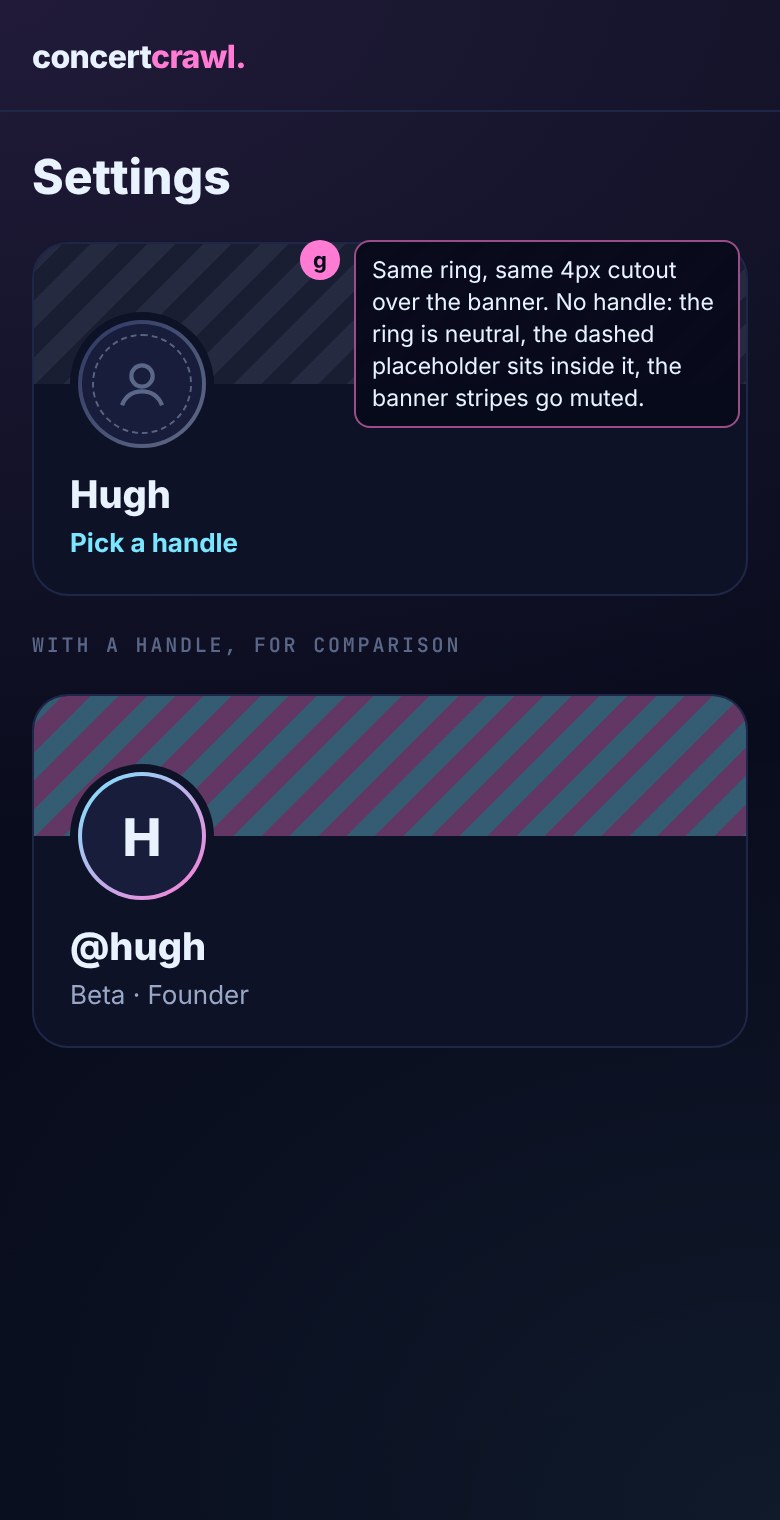 concertcrawl.
Settings
g
Same ring, same 4px cutout
over the banner. No handle: the
ring is neutral, the dashed
placeholder sits inside it, the
banner stripes go muted.
Hugh
Pick a handle
WITH A HANDLE, FOR COMPARISON
H
@hugh
Beta · Founder